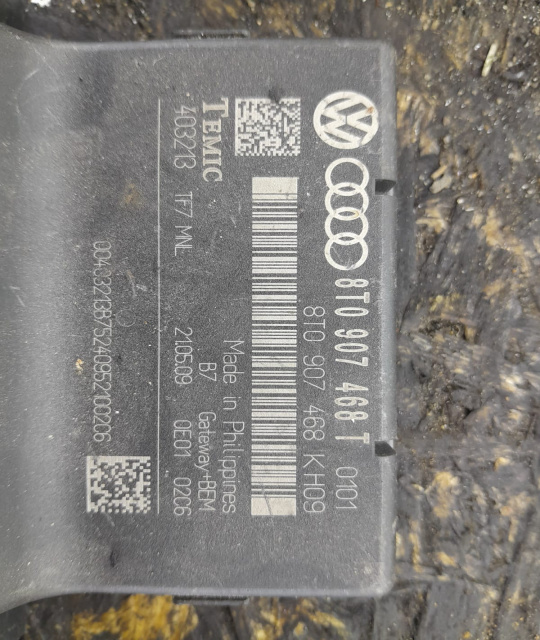 8T0 907 468 T 0101
8T0 907 468 KH09
Made in Philippines
TEMIC B7 Gateway-BEM
403213 TF7 MNL 210509 0E01 0206